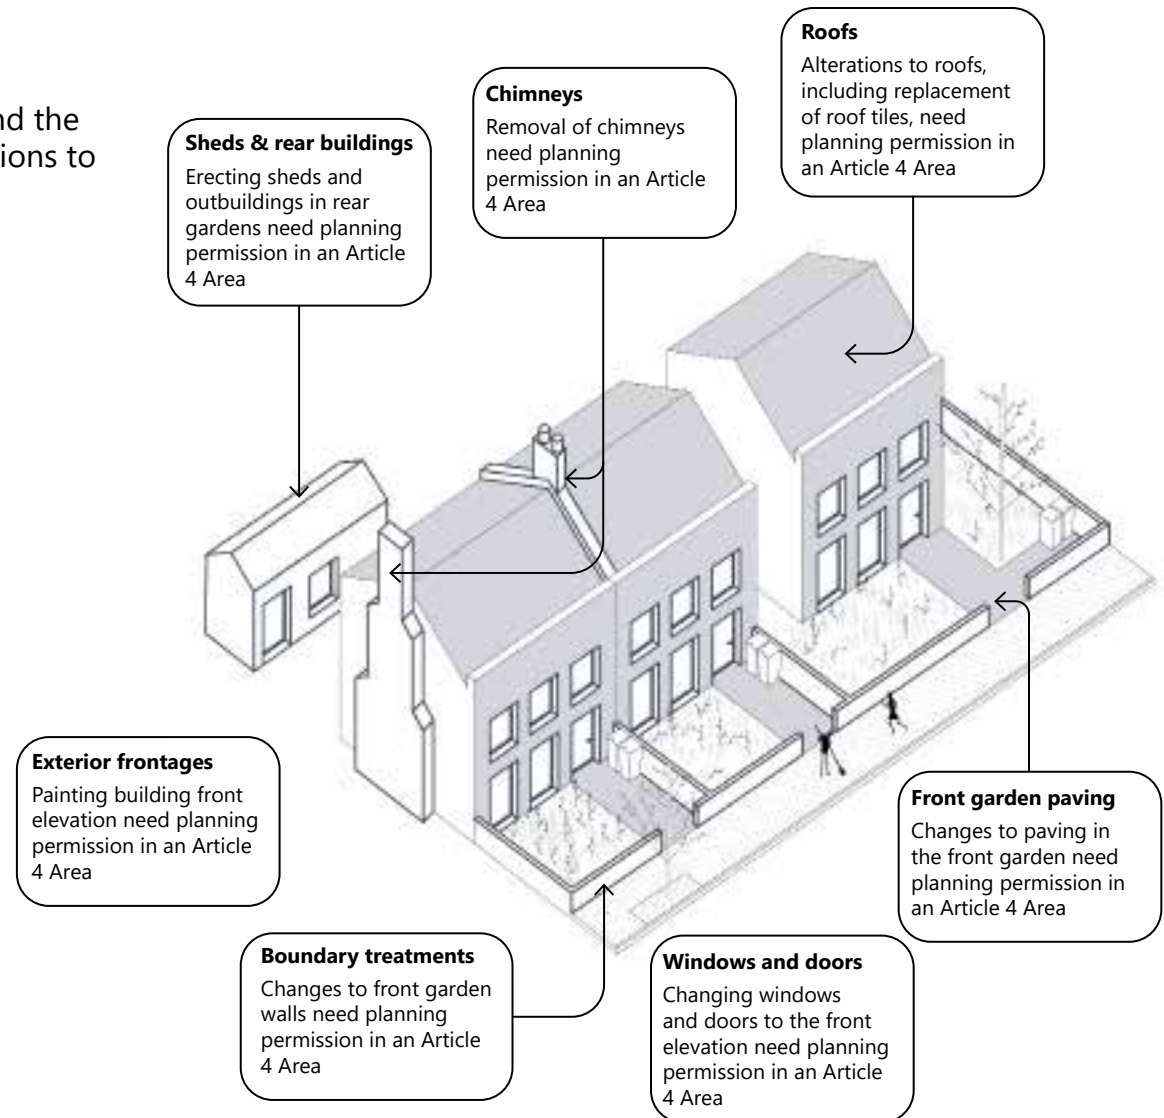 nd the
ions to
Roofs
Alterations to roofs,
including replacement
of roof tiles, need
planning permission in
an Article 4 Area
Chimneys
Removal of chimneys
need planning
permission in an Article
4 Area
Sheds & rear buildings
Erecting sheds and
outbuildings in rear
gardens need planning
permission in an Article
4 Area
Exterior frontages
Painting building front
elevation need planning
permission in an Article
4 Area
Front garden paving
Changes to paving in
the front garden need
planning permission in
an Article 4 Area
Boundary treatments
Changes to front garden
walls need planning
permission in an Article
4 Area
Windows and doors
Changing windows
and doors to the front
elevation need planning
permission in an Article
4 Area